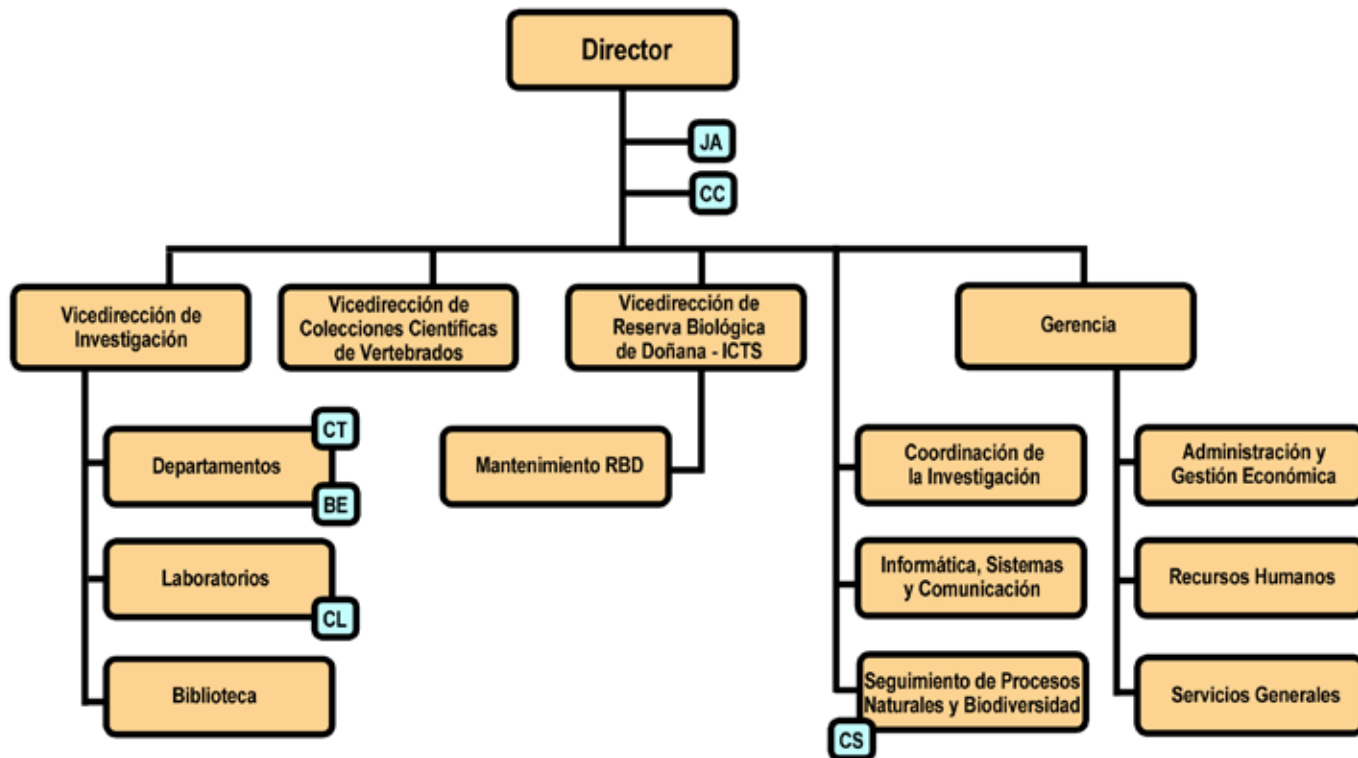 Director
JA
CC
Vicedirección de
Investigación
Vicedirección de
Colecciones Científicas
de Vertebrados
Vicedirección de
Reserva Biológica
de Doñana - ICTS
Gerencia
CT
Departamentos
BE
Mantenimiento RBD
Coordinación de
la Investigación
Administración y
Gestión Económica
Laboratorios
CL
Informática, Sistemas
y Comunicación
Recursos Humanos
Biblioteca
Seguimiento de Procesos
Naturales y Biodiversidad
CS
Servicios Generales